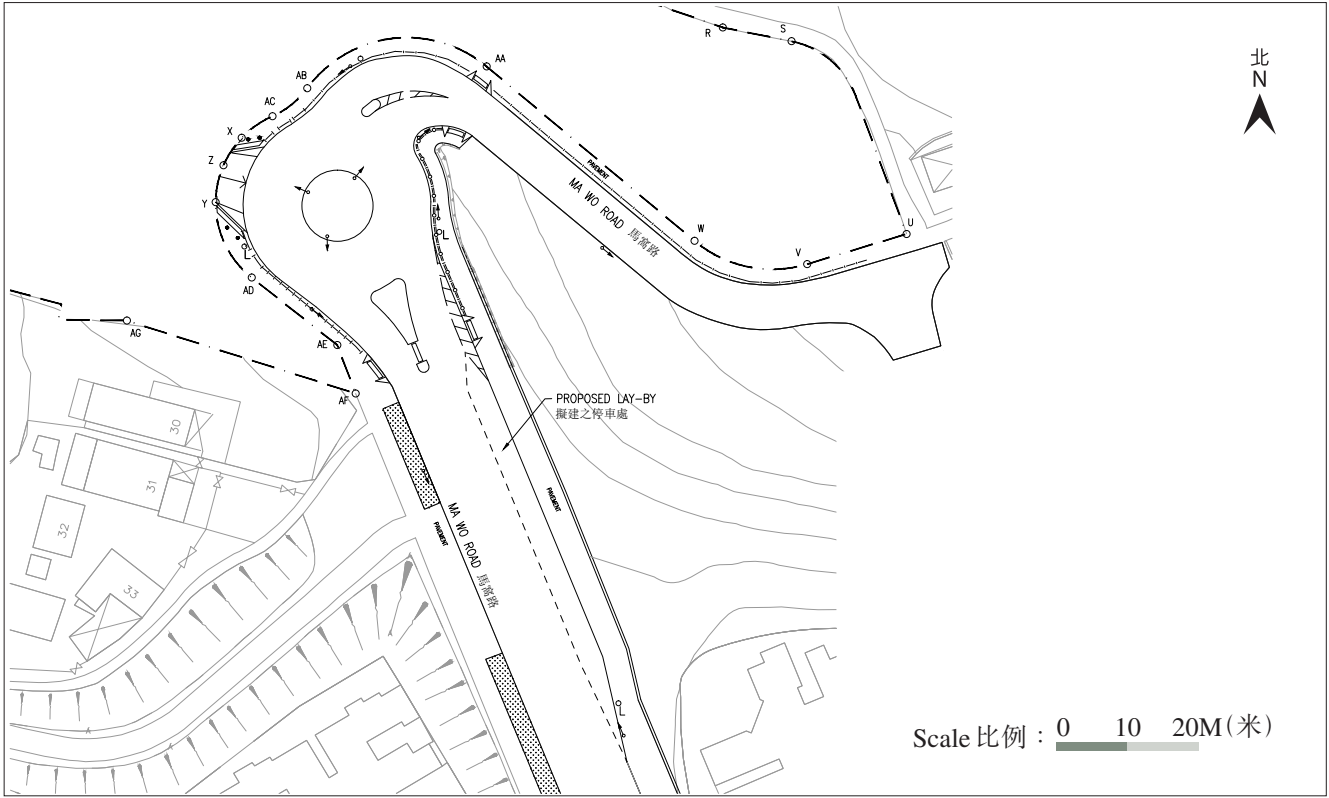 R
S
北
N
AA
AB
AC
X
Z
Y
PAVEMENT
MA WO ROAD 馬窩路
W
U
V
L
L
AD
AG
AE
AF
PROPOSED LAY-BY
擬建之停車處
30
31
32
33
PAVEMENT
PAVEMENT
MA WO ROAD 馬窩路
L
Scale 比例 : 0 10 20M(米)